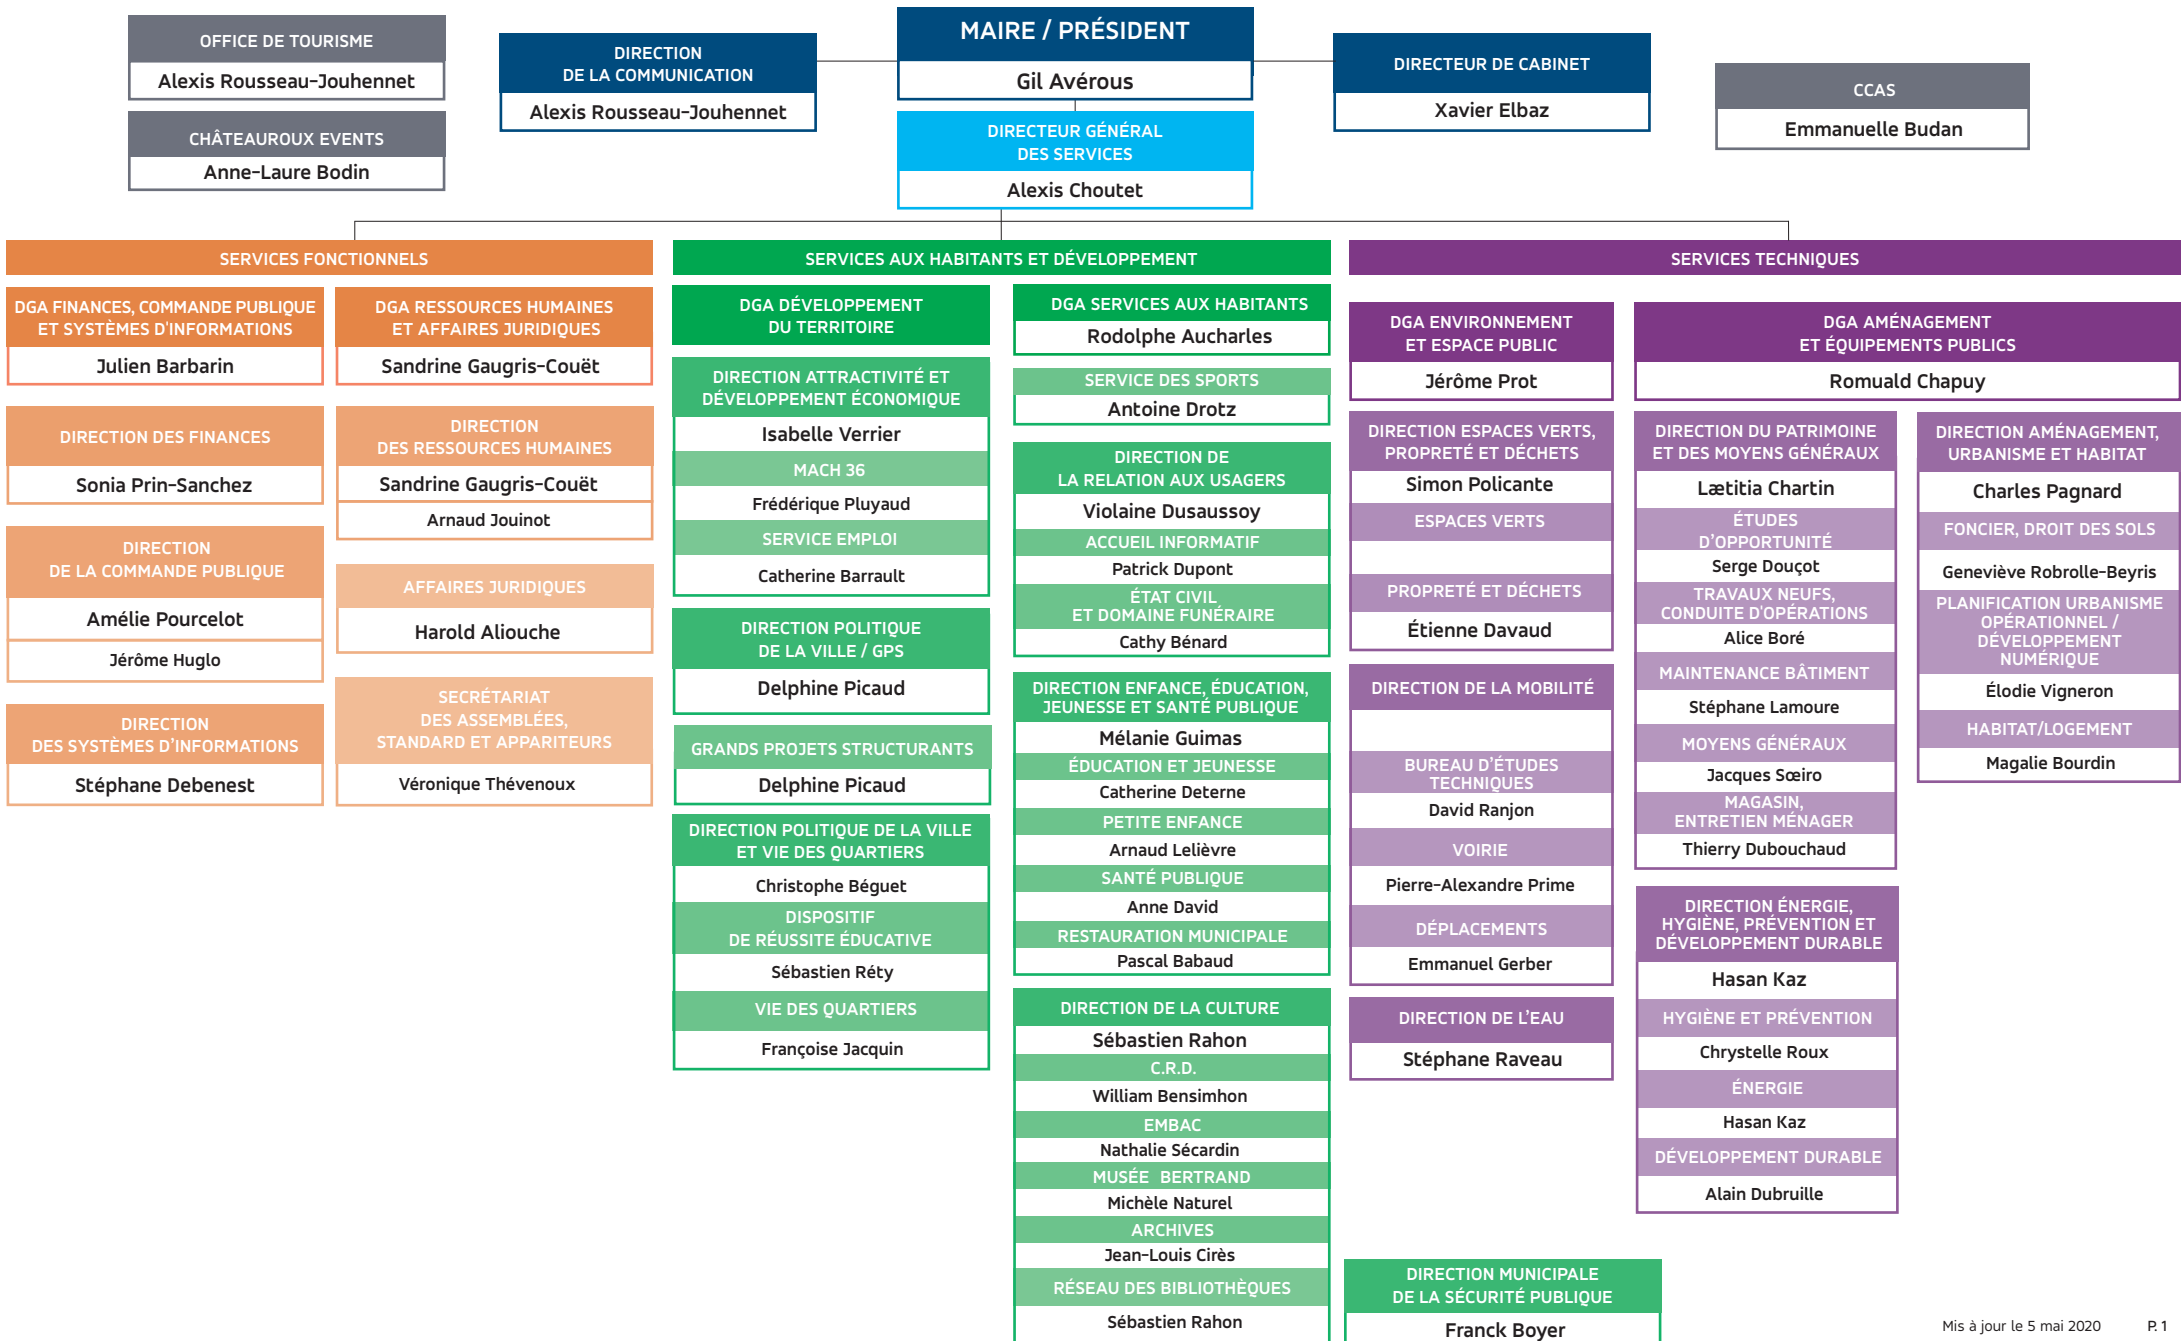 OFFICE DE TOURISME
Alexis Rousseau-Jouhennet
CHÂTEAUROUX EVENTS
Anne-Laure Bodin
DIRECTION
DE LA COMMUNICATION
Alexis Rousseau-Jouhennet
MAIRE / PRÉSIDENT
Gil Avérous
DIRECTEUR GÉNÉRAL
DES SERVICES
Alexis Choutet
DIRECTEUR DE CABINET
Xavier Elbaz
CCAS
Emmanuelle Budan
SERVICES FONCTIONNELS
DGA FINANCES, COMMANDE PUBLIQUE
ET SYSTÈMES D'INFORMATIONS
Julien Barbarin
DIRECTION DES FINANCES
Sonia Prin-Sanchez
DIRECTION
DE LA COMMANDE PUBLIQUE
Amélie Pourcelot
Jérôme Huglo
DIRECTION
DES SYSTÈMES D'INFORMATIONS
Stéphane Debenest
DGA RESSOURCES HUMAINES
ET AFFAIRES JURIDIQUES
Sandrine Gaugris-Couët
DIRECTION
DES RESSOURCES HUMAINES
Sandrine Gaugris-Couët
Arnaud Jouinot
AFFAIRES JURIDIQUES
Harold Aliouche
SECRÉTARIAT
DES ASSEMBLÉES,
STANDARD ET APPARITEURS
Véronique Thévenoux
SERVICES AUX HABITANTS ET DÉVELOPPEMENT
DGA DÉVELOPPEMENT
DU TERRITOIRE
DIRECTION ATTRACTIVITÉ ET
DÉVELOPPEMENT ÉCONOMIQUE
Isabelle Verrier
MACH 36
Frédérique Pluyaud
SERVICE EMPLOI
Catherine Barrault
DIRECTION POLITIQUE
DE LA VILLE / GPS
Delphine Picaud
GRANDS PROJETS STRUCTURANTS
Delphine Picaud
DIRECTION POLITIQUE DE LA VILLE
ET VIE DES QUARTIERS
Christophe Béguet
DISPOSITIF
DE RÉUSSITE ÉDUCATIVE
Sébastien Réty
VIE DES QUARTIERS
Françoise Jacquin
DGA SERVICES AUX HABITANTS
Rodolphe Aucharles
SERVICE DES SPORTS
Antoine Drotz
DIRECTION DE
LA RELATION AUX USAGERS
Violaine Dusaussoy
ACCUEIL INFORMATIF
Patrick Dupont
ÉTAT CIVIL
ET DOMAINE FUNÉRAIRE
Cathy Bénard
DIRECTION ENFANCE, ÉDUCATION,
JEUNESSE ET SANTÉ PUBLIQUE
Mélanie Guimas
ÉDUCATION ET JEUNESSE
Catherine Deterne
PETITE ENFANCE
Arnaud Lelièvre
SANTÉ PUBLIQUE
Anne David
RESTAURATION MUNICIPALE
Pascal Babaud
DIRECTION DE LA CULTURE
Sébastien Rahon
C.R.D.
William Bensimhon
EMBAC
Nathalie Sécardin
MUSÉE BERTRAND
Michèle Naturel
ARCHIVES
Jean-Louis Cirès
RÉSEAU DES BIBLIOTHÈQUES
Sébastien Rahon
DIRECTION MUNICIPALE
DE LA SÉCURITÉ PUBLIQUE
Franck Boyer
SERVICES TECHNIQUES
DGA ENVIRONNEMENT
ET ESPACE PUBLIC
Jérôme Prot
DIRECTION ESPACES VERTS,
PROPRETÉ ET DÉCHETS
Simon Policante
ESPACES VERTS
PROPRETÉ ET DÉCHETS
Étienne Davaud
DIRECTION DE LA MOBILITÉ
BUREAU D'ÉTUDES
TECHNIQUES
David Ranjon
VOIRIE
Pierre-Alexandre Prime
DÉPLACEMENTS
Emmanuel Gerber
DIRECTION DE L'EAU
Stéphane Raveau
DGA AMÉNAGEMENT
ET ÉQUIPEMENTS PUBLICS
Romuald Chapuy
DIRECTION DU PATRIMOINE
ET DES MOYENS GÉNÉRAUX
Lætitia Chartin
ÉTUDES
D'OPPORTUNITÉ
Serge Douçot
TRAVAUX NEUFS,
CONDUITE D'OPÉRATIONS
Alice Boré
MAINTENANCE BÂTIMENT
Stéphane Lamoure
MOYENS GÉNÉRAUX
Jacques Sœiro
MAGASIN,
ENTRETIEN MÉNAGER
Thierry Dubouchaud
DIRECTION ÉNERGIE,
HYGIÈNE, PRÉVENTION ET
DÉVELOPPEMENT DURABLE
Hasan Kaz
HYGIÈNE ET PRÉVENTION
Chrystelle Roux
ÉNERGIE
Hasan Kaz
DÉVELOPPEMENT DURABLE
Alain Dubruille
DIRECTION AMÉNAGEMENT,
URBANISME ET HABITAT
Charles Pagnard
FONCIER, DROIT DES SOLS
Geneviève Robrolle-Beyris
PLANIFICATION URBANISME
OPÉRATIONNEL /
DÉVELOPPEMENT
NUMÉRIQUE
Élodie Vigneron
HABITAT/LOGEMENT
Magalie Bourdin
Mis à jour le 5 mai 2020 P. 1